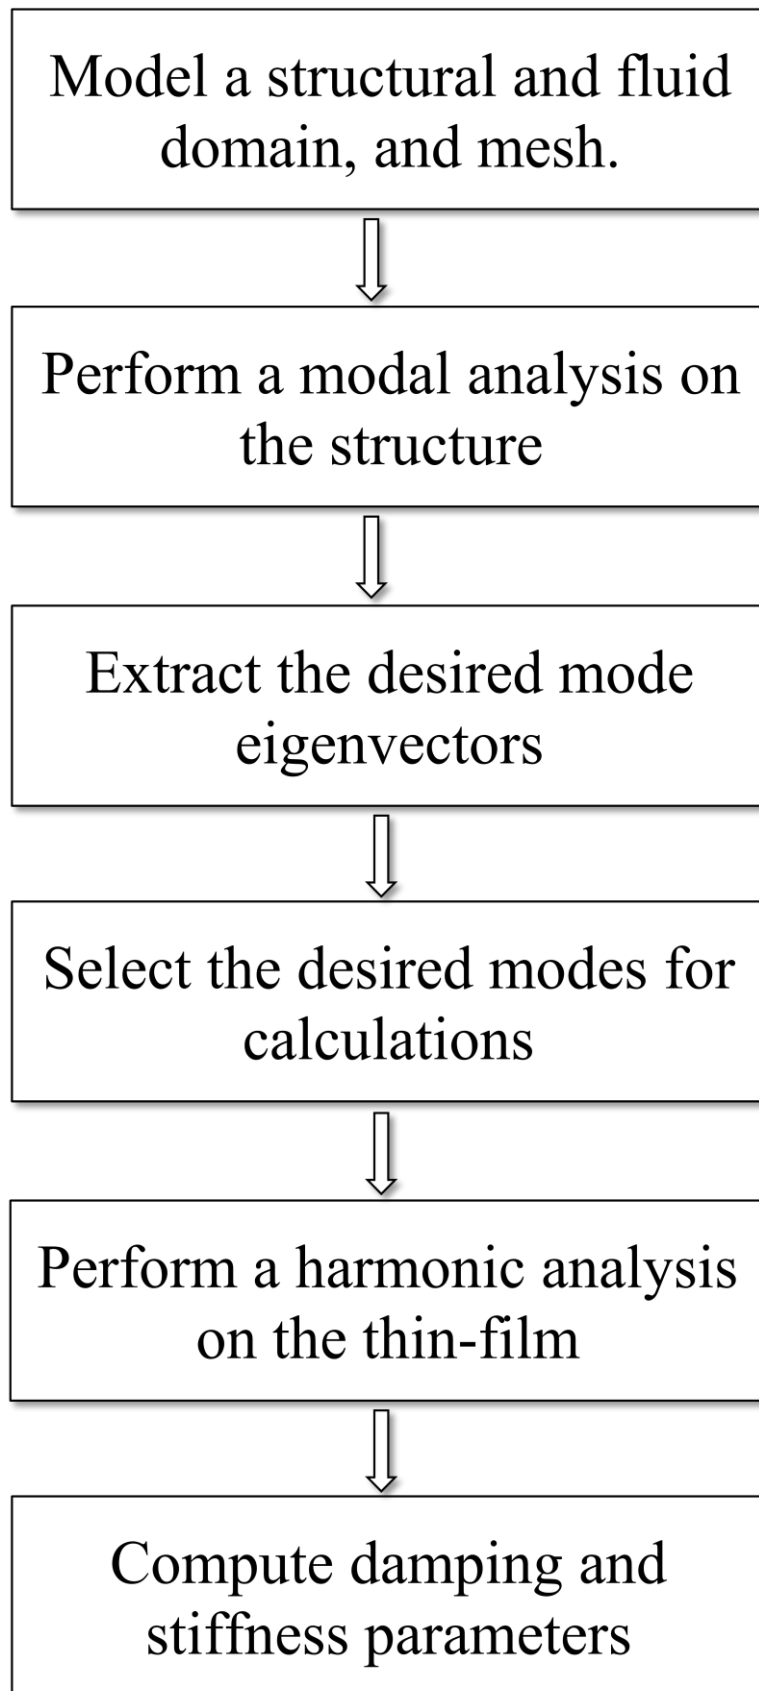 Model a structural and fluid
domain, and mesh.
Perform a modal analysis on
the structure
Extract the desired mode
eigenvectors
Select the desired modes for
calculations
Perform a harmonic analysis
on the thin-film
Compute damping and
stiffness parameters